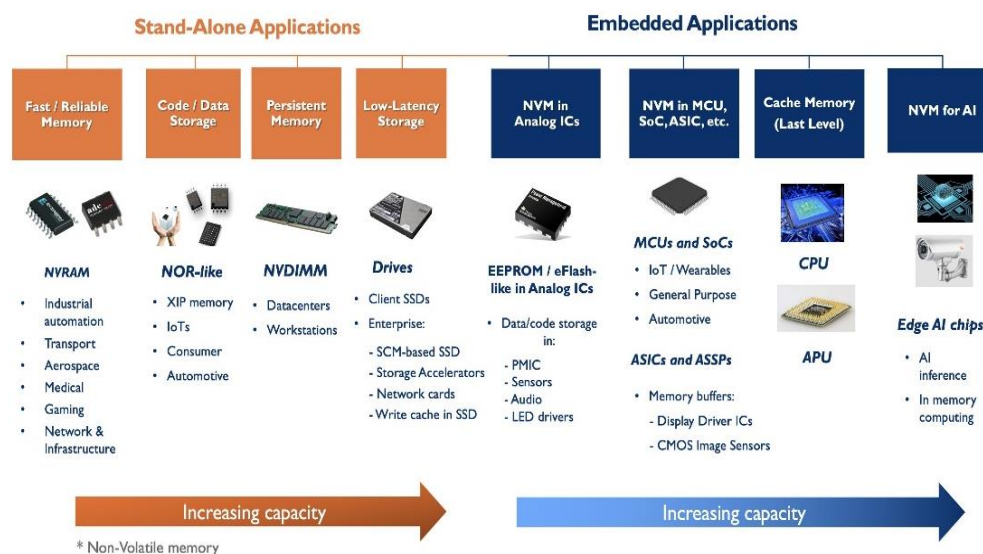 Stand-Alone Applications
Embedded Applications
Fast / Reliable
Memory
Code / Data
Storage
Persistent
Memory
Low-Latency
Storage
NVM in
Analog ICs
NVM in MCU,
SoC, ASIC, etc.
Cache Memory
(Last Level)
NVM for AI
NVRAM
• Industrial
automation
• Transport
• Aerospace
• Medical
• Gaming
• Network &
Infrastructure
NOR-like
• XIP memory
• IoTs
• Consumer
• Automotive
NVDIMM
• Datacenters
• Workstations
Drives
• Client SSDs
• Enterprise:
- SCM-based SSD
- Storage Accelerators
- Network cards
- Write cache in SSD
Power Management
EEPROM / eFlash-
like in Analog ICs
• Data/code storage
in:
- PMIC
- Sensors
- Audio
- LED drivers
MCUs and SoCs
• IoT / Wearables
• General Purpose
• Automotive
ASICs and ASSPs
• Memory buffers:
- Display Driver ICs
- CMOS Image Sensors
CPU
APU
Edge AI chips
• AI
inference
• In memory
computing
Increasing capacity
Increasing capacity
* Non-Volatile memory